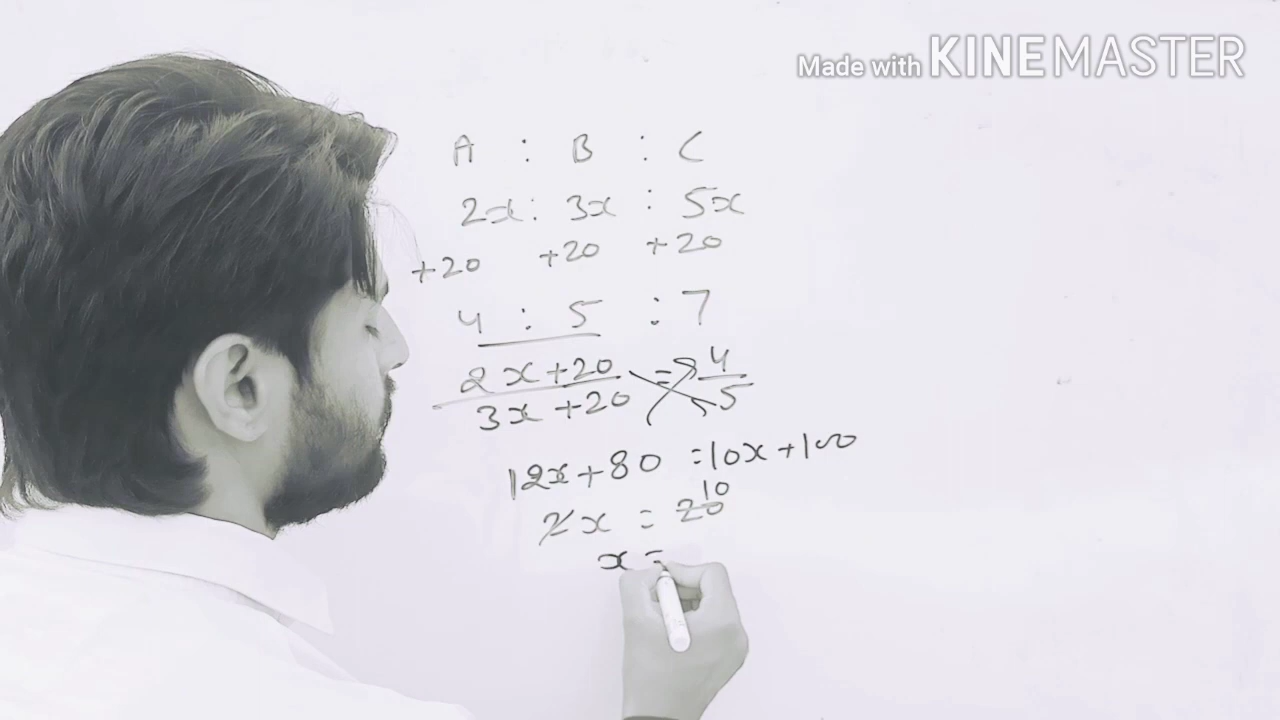 Made with KINEMASTER
A : B : C
2x : 3x : 5x
+20 +20 +20
4 : 5 : 7
2x+20 / 3x+20 = 4 / 5
12x+80 = 10x+100
2x = 20 10
x =